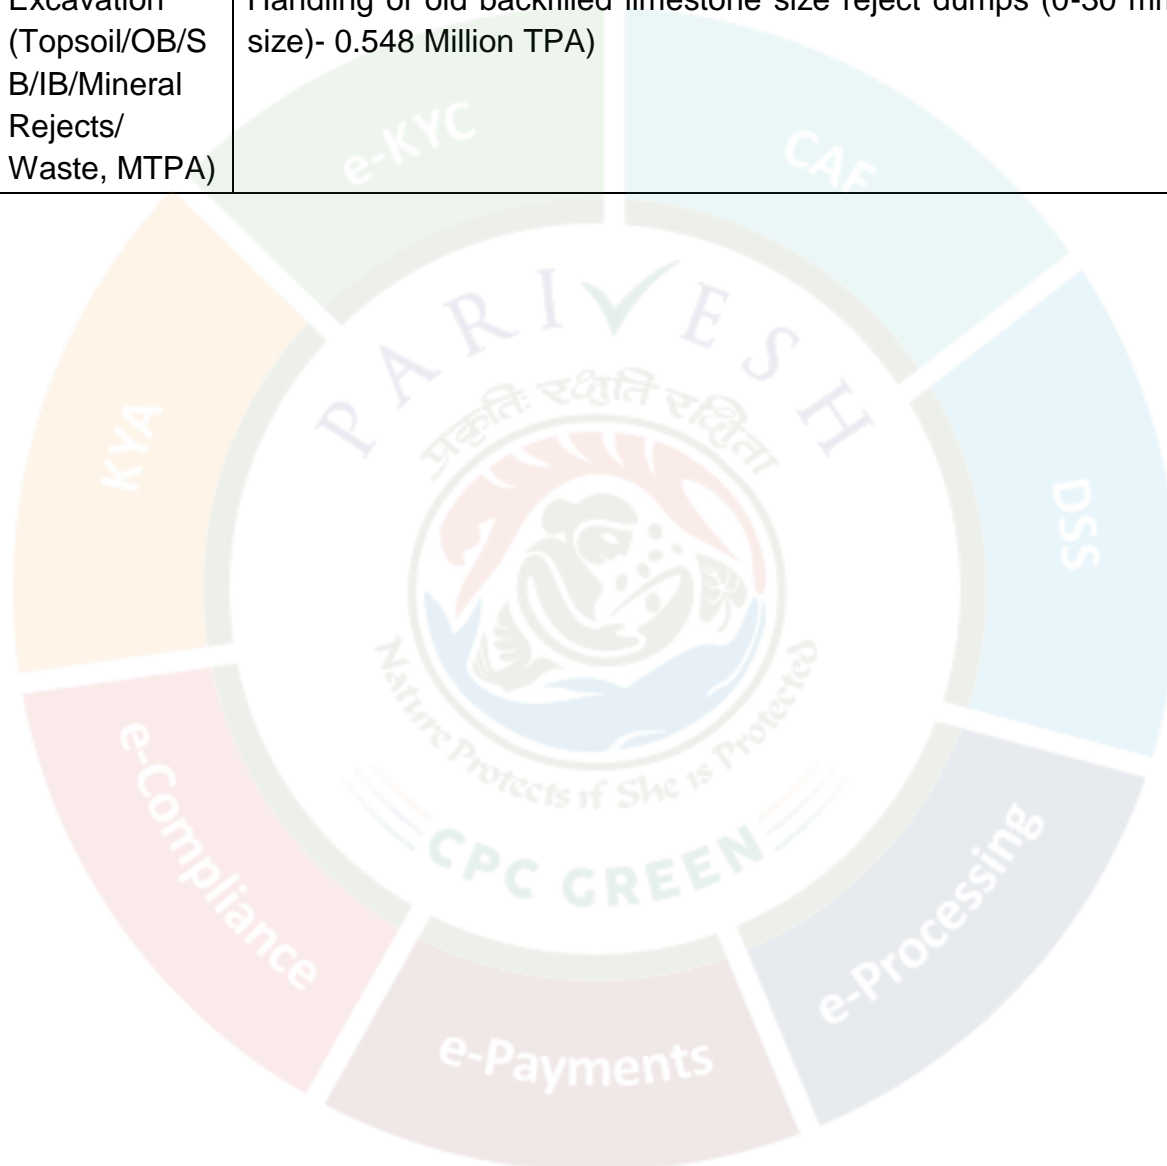 Excavation
(Topsoil/OB/S
B/IB/Mineral
Rejects/
Waste, MTPA)
Handling of old backfilled limestone size reject dumps (0-30
size)- 0.548 Million TPA)
e-KYC
CAF
PARIVESH
KYA
प्रकृतिः रक्षति रक्षिता
DSS
Nature Protects if She is Protected
e-Compliance
CPC GREEN
e-Processing
e-Payments